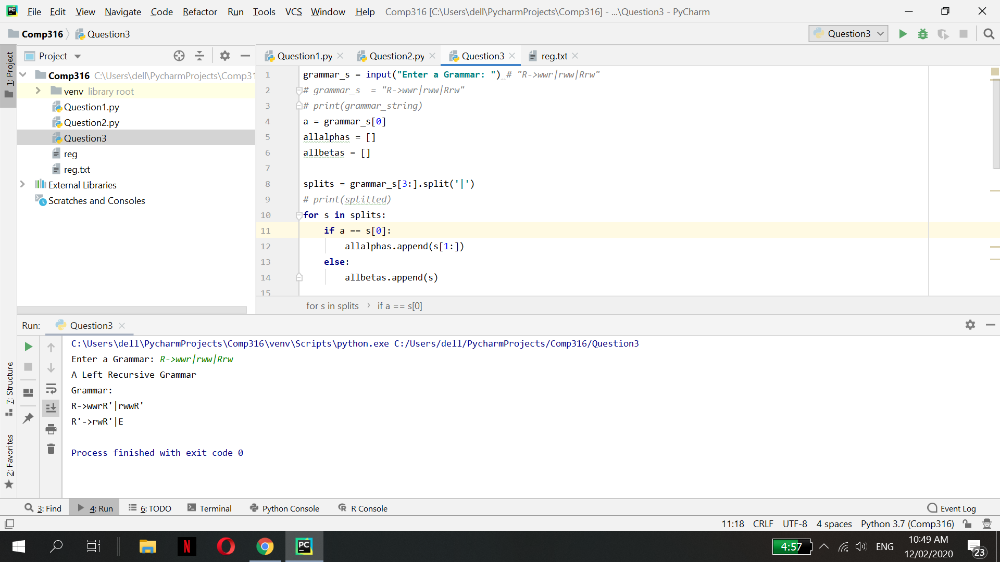 File Edit View Navigate Code Refactor Run Tools VCS Window Help Comp316 [C:\Users\dell\PycharmProjects\Comp316] - ...\Question3 - PyCharm
Comp316 Question3 Question3
1: Project
Project
Question1.py Question2.py Question3 reg.txt
Comp316 C:\Users\dell\PycharmProjects\Comp31
venv library root
Question1.py
Question2.py
Question3
reg
reg.txt
External Libraries
Scratches and Consoles
1 grammar_s = input("Enter a Grammar: ") # "R->wwr|rww|Rrw"
2 # grammar_s  = "R->wwr|rww|Rrw"
3 # print(grammar_string)
4 a = grammar_s[0]
5 allalphas = []
6 allbetas = []
7
8 splits = grammar_s[3:].split('|')
9 # print(splitted)
10 for s in splits:
11     if a == s[0]:
12         allalphas.append(s[1:])
13     else:
14         allbetas.append(s)
15
for s in splits › if a == s[0]
Run: Question3
C:\Users\dell\PycharmProjects\Comp316\venv\Scripts\python.exe C:/Users/dell/PycharmProjects/Comp316/Question3
Enter a Grammar: R->wwr|rww|Rrw
A Left Recursive Grammar
Grammar:
R->wwrR'|rwwR'
R'->rwR'|E
Process finished with exit code 0
7: Structure
2: Favorites
3: Find 4: Run 6: TODO Terminal Python Console R Console Event Log
11:18 CRLF UTF-8 4 spaces Python 3.7 (Comp316)
PC
4:57 ENG 10:49 AM
12/02/2020
23